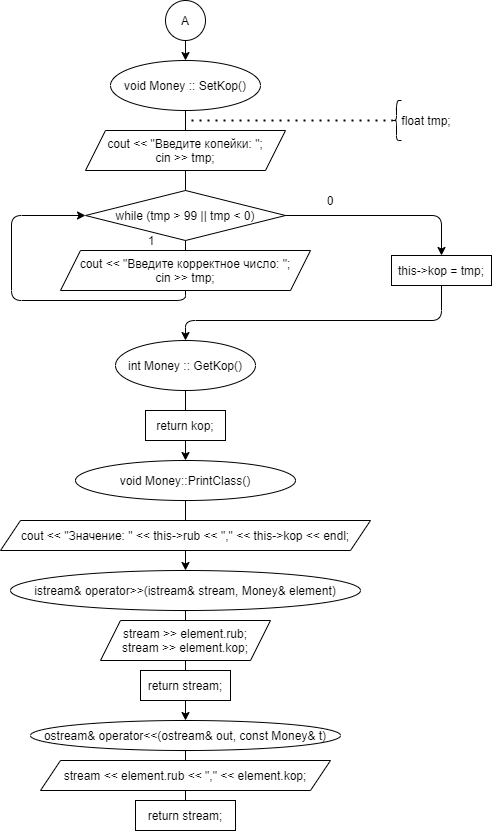 A
void Money :: SetKop()
float tmp;
cout << "Введите копейки: ";
cin >> tmp;
0
while (tmp > 99 || tmp < 0)
1
cout << "Введите корректное число: ";
cin >> tmp;
this->kop = tmp;
int Money :: GetKop()
return kop;
void Money::PrintClass()
cout << "Значение: " << this->rub << "," << this->kop << endl;
istream& operator>>(istream& stream, Money& element)
stream >> element.rub;
stream >> element.kop;
return stream;
ostream& operator<<(ostream& out, const Money& t)
stream << element.rub << "," << element.kop;
return stream;